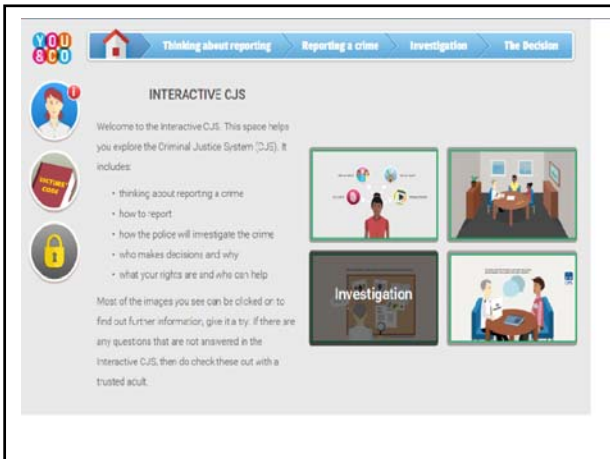 YOU
&CO
Thinking about reporting
Reporting a crime
Investigation
The Decision
INTERACTIVE CJS
Welcome to the Interactive CJS. This space helps
you explore the Criminal Justice System (CJS). It
includes:
• thinking about reporting a crime
• how to report
• how the police will investigate the crime
• who makes decisions and why
• what your rights are and who can help
Most of the images you see can be clicked on to
find out further information, give it a try. If there are
any questions that are not answered in the
Interactive CJS, then do check these out with a
trusted adult.
CODE
Investigation